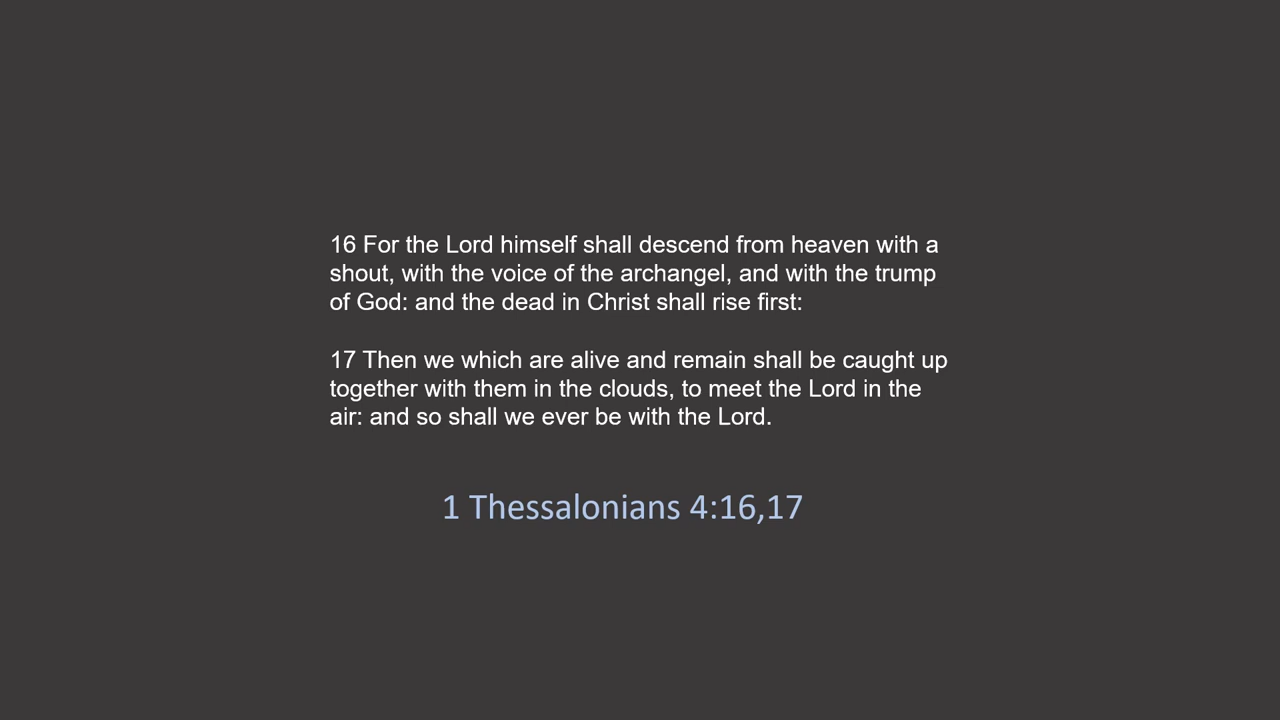 16 For the Lord himself shall descend from heaven with a
shout, with the voice of the archangel, and with the trump
of God: and the dead in Christ shall rise first:
17 Then we which are alive and remain shall be caught up
together with them in the clouds, to meet the Lord in the
air: and so shall we ever be with the Lord.
1 Thessalonians 4:16,17